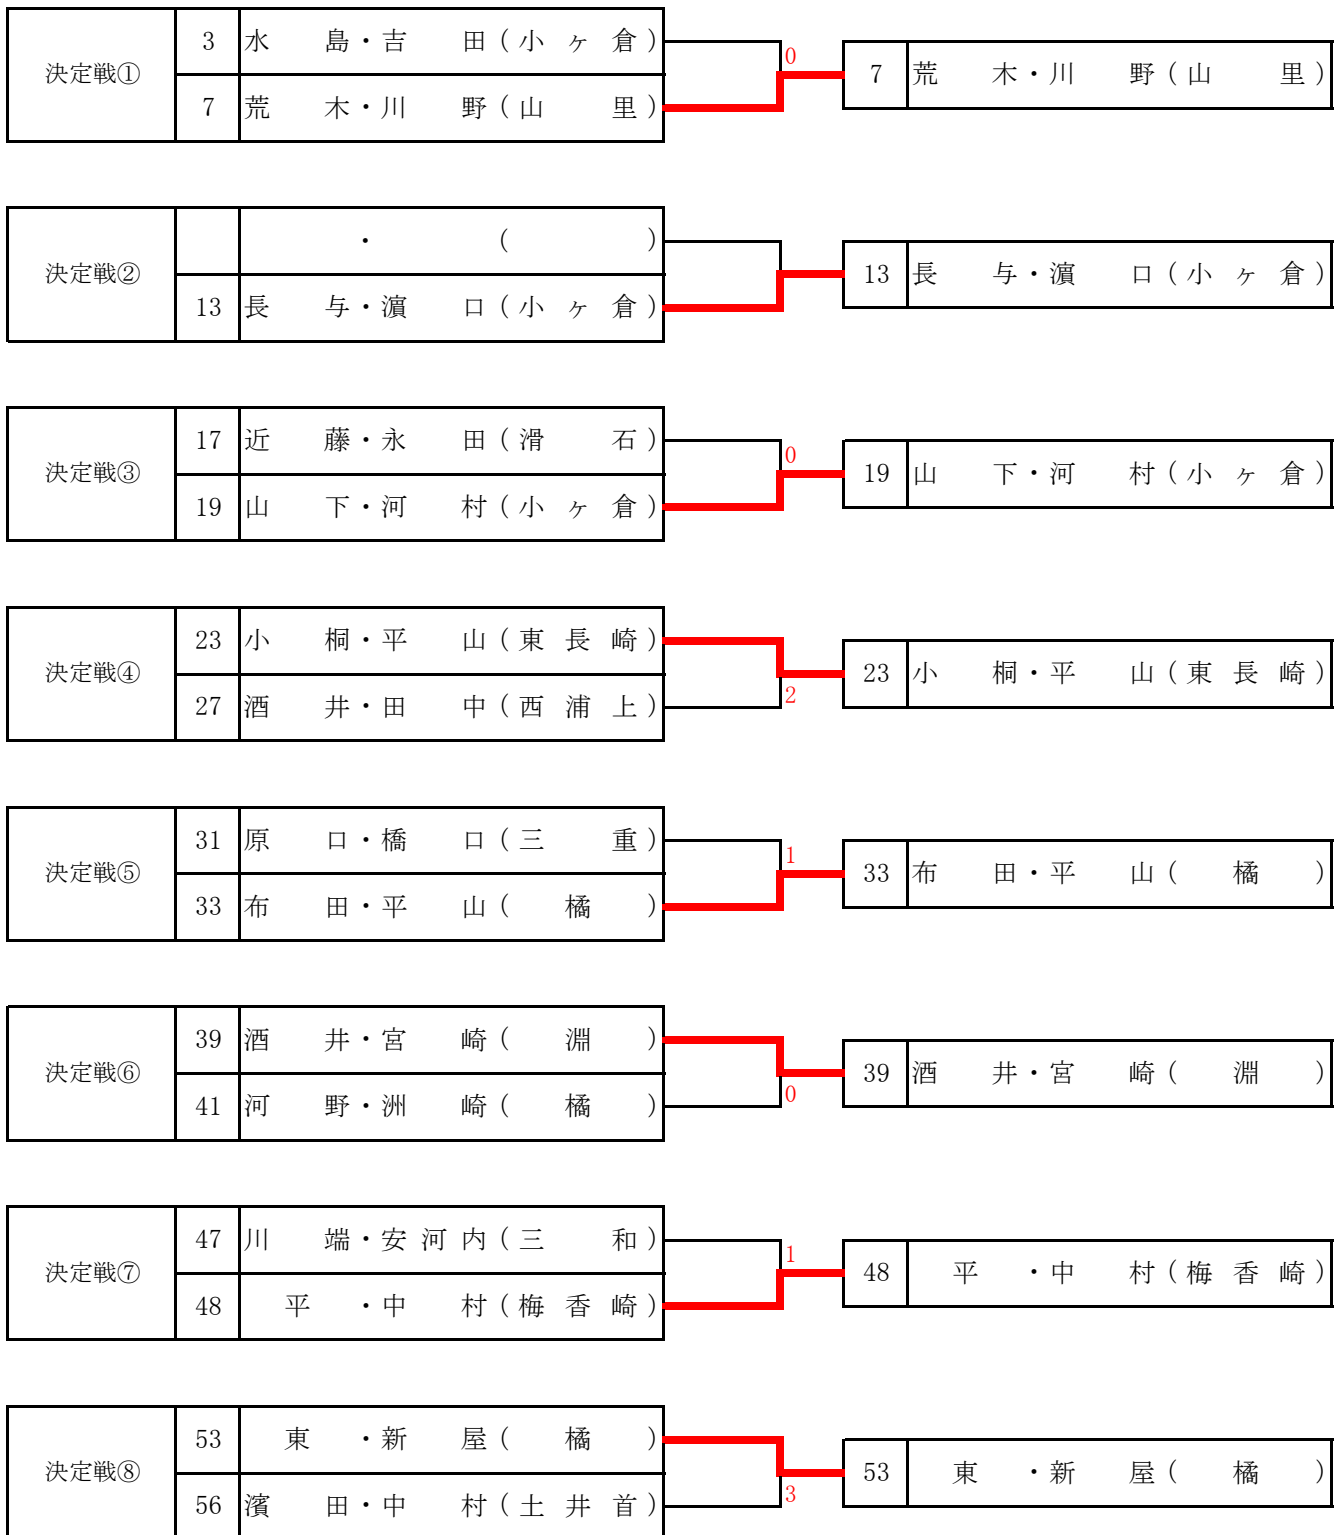 3 水島・吉田(小ヶ倉)
0
決定戦① 7 荒木・川野(山里)
7 荒木・川野(山里)
・ ( )
決定戦② 13 長与・濵口(小ヶ倉)
13 長与・濵口(小ヶ倉)
17 近藤・永田(滑石)
0
決定戦③ 19 山下・河村(小ヶ倉)
19 山下・河村(小ヶ倉)
23 小桐・平山(東長崎)
決定戦④ 23 小桐・平山(東長崎)
2
27 酒井・田中(西浦上)
31 原口・橋口(三重)
1
決定戦⑤ 33 布田・平山(橘)
33 布田・平山(橘)
39 酒井・宮崎(淵)
決定戦⑥ 39 酒井・宮崎(淵)
0
41 河野・洲崎(橘)
47 川端・安河内(三和)
1
決定戦⑦ 48 平・中村(梅香崎)
48 平・中村(梅香崎)
53 東・新屋(橘)
決定戦⑧ 53 東・新屋(橘)
3
56 濱田・中村(土井首)